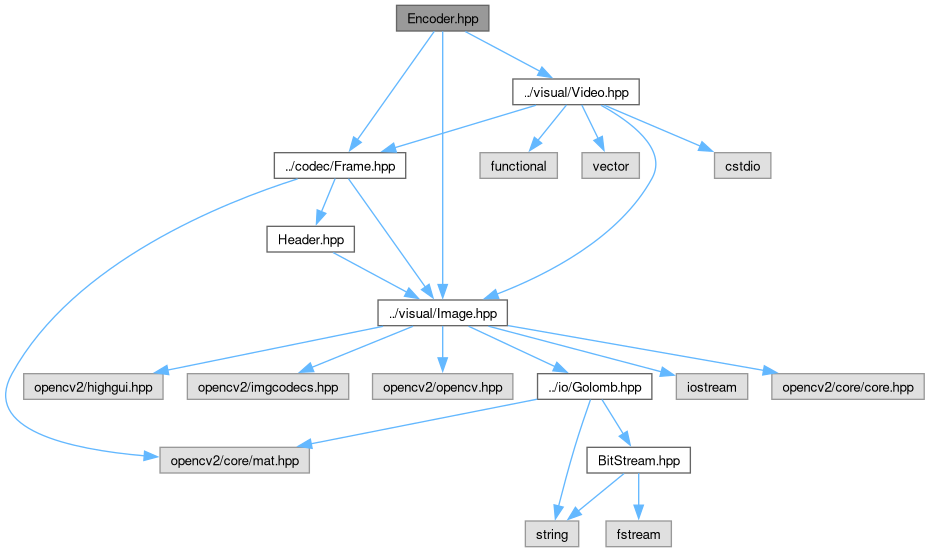 Encoder.hpp
../visual/Video.hpp
../codec/Frame.hpp
functional
vector
cstdio
Header.hpp
../visual/Image.hpp
opencv2/highgui.hpp
opencv2/imgcodecs.hpp
opencv2/opencv.hpp
../io/Golomb.hpp
iostream
opencv2/core/core.hpp
opencv2/core/mat.hpp
BitStream.hpp
string
fstream